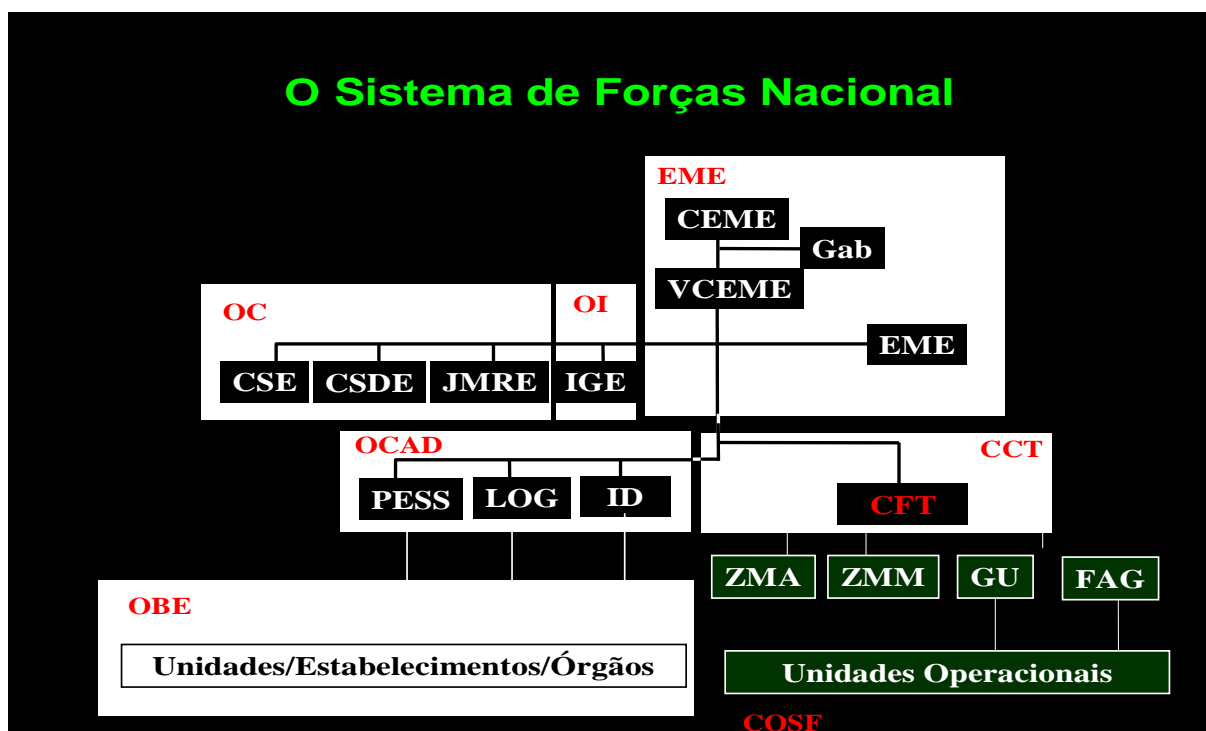 O Sistema de Forças Nacional
EME
CEME
Gab
VCEME
OC
OI
EME
CSE
CSDE
JMRE
IGE
OCAD
CCT
PESS
LOG
ID
CFT
ZMA
ZMM
GU
FAG
OBE
Unidades/Estabelecimentos/Órgãos
Unidades Operacionais
COSF